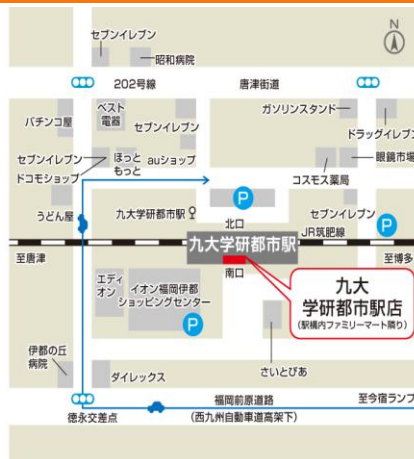 セブンイレブン
昭和病院
N
202号線
唐津街道
パチンコ屋
ベスト
電器
セブンイレブン
ガソリンスタンド
ドラッグイレブン
セブンイレブン
ドコモショップ
ほっと
もっと
auショップ
コスモス薬局
眼鏡市場
うどん屋
九大学研都市駅
P
北口
セブンイレブン
P
JR筑肥線
至唐津
九大学研都市駅
至博多
南口
エディ
オン
イオン福岡伊都
ショッピングセンター
P
九大
学研都市駅店
(駅構内ファミリーマート隣り)
伊都の丘
病院
ダイレックス
さいとぴあ
福岡前原道路
至今宿ランプ
徳永交差点
(西九州自動車道高架下)